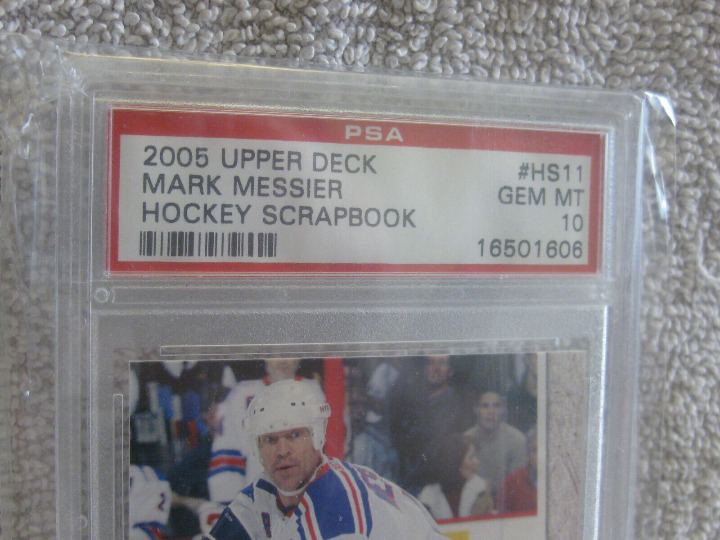 PSA
2005 UPPER DECK #HS11
MARK MESSIER GEM MT
HOCKEY SCRAPBOOK 10
16501606